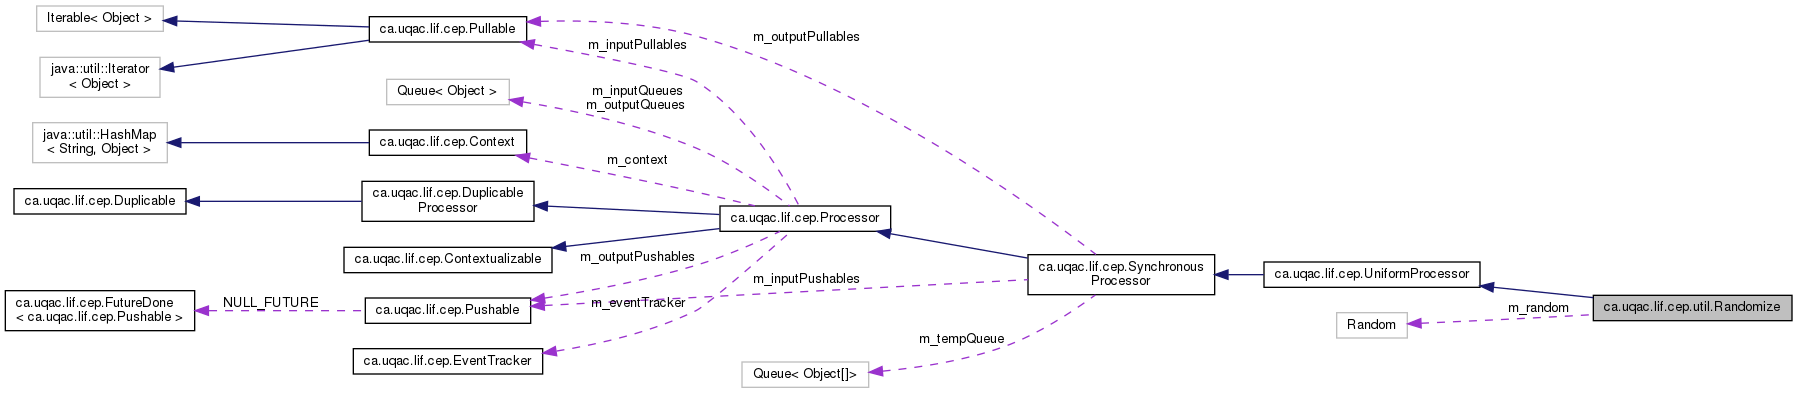 Iterable< Object >
ca.uqac.lif.cep.Pullable
m_outputPullables
m_inputPullables
java::util::Iterator
< Object >
Queue< Object >
m_inputQueues
m_outputQueues
java::util::HashMap
< String, Object >
ca.uqac.lif.cep.Context
m_context
ca.uqac.lif.cep.Duplicable
ca.uqac.lif.cep.Duplicable
Processor
ca.uqac.lif.cep.Processor
ca.uqac.lif.cep.Contextualizable
m_outputPushables
m_inputPushables
ca.uqac.lif.cep.Synchronous
Processor
ca.uqac.lif.cep.UniformProcessor
ca.uqac.lif.cep.FutureDone
< ca.uqac.lif.cep.Pushable >
NULL_FUTURE
ca.uqac.lif.cep.Pushable
m_eventTracker
m_random
ca.uqac.lif.cep.util.Randomize
Random
m_tempQueue
ca.uqac.lif.cep.EventTracker
Queue< Object[]>